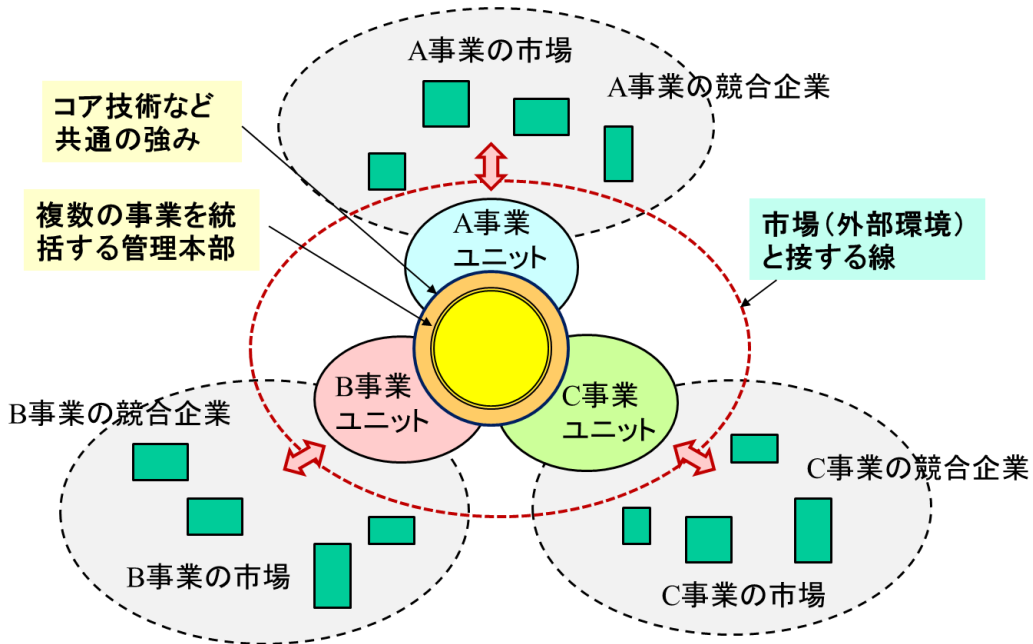 A事業の市場
A事業の競合企業
コア技術など
共通の強み
複数の事業を統
括する管理本部
A事業
ユニット
市場（外部環境）
と接する線
B事業
ユニット
C事業
ユニット
B事業の競合企業
C事業の競合企業
B事業の市場
C事業の市場